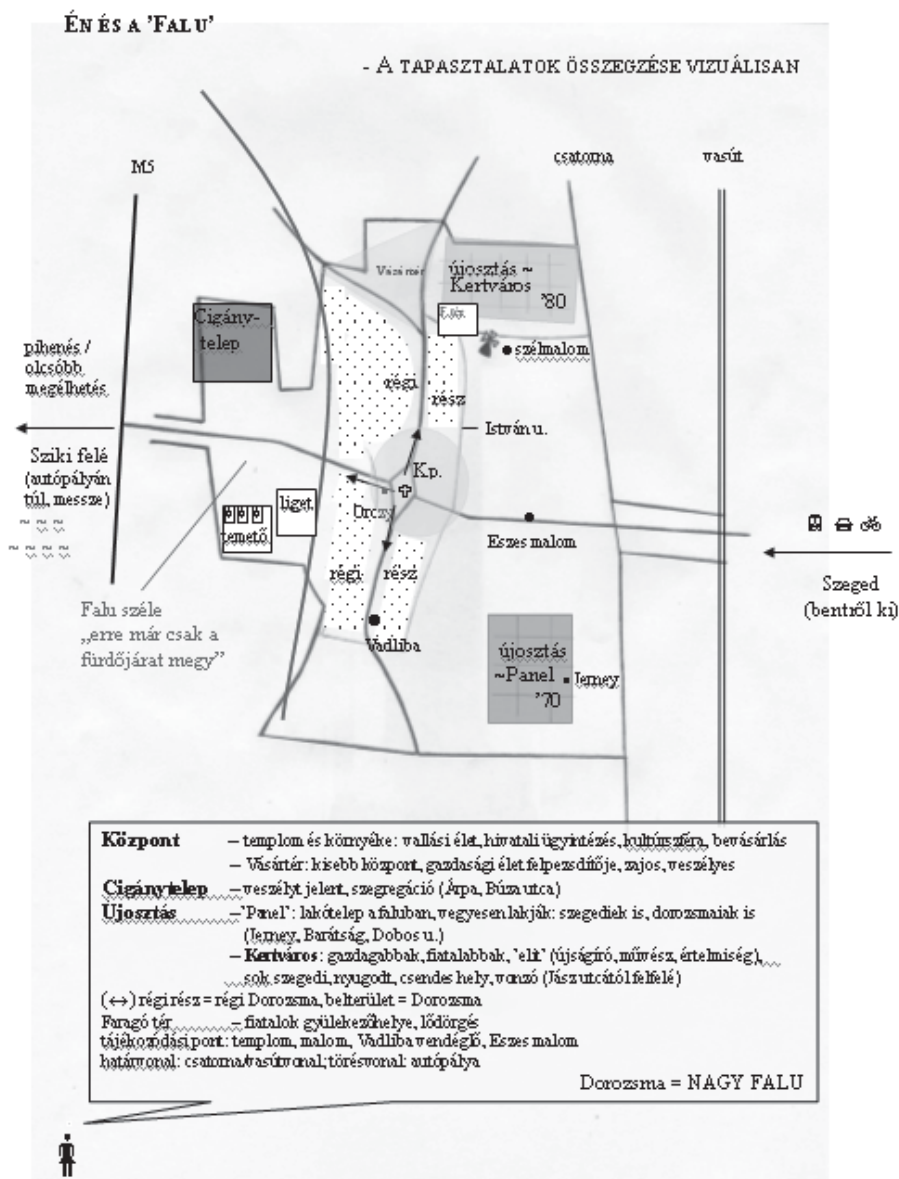 ÉN ÉS A 'FALU'
- A TAPASZTALATOK ÖSSZEGZÉSE VIZUÁLISAN
M5
csatorna
vasút
Vásártér
újosztás ~
Kertváros
'80
Cigány-
telep
szélmalom
pihenés /
olcsóbb
megélhetés
régi
rész
István u.
Sziki felé
(autópályán
túl, messze)
K.p.
Orczy
liget
temető
Eszes malom
Szeged
(bentről ki)
régi
rész
Falu széle
„erre már csak a
fürdőjárat megy”
Vadliba
újosztás
~Panel
'70
Jerney
Központ – templom és környéke: vallási élet, hivatali ügyintézés, kultúrszféra, bevásárlás
– Vásártér: kisebb központ, gazdasági élet felpezsdítője, zajos, veszélyes
Cigánytelep – veszélyt jelent, szegregáció (Árpa, Búza utca)
Újosztás – "Panel": lakótelep a faluban, vegyesen lakják: szegediek is, dorozsmaiak is
(Jerney, Barátság, Dobos u.)
– Kertváros: gazdagabbak, fiatalabbak, 'elit' (újságíró, művész, értelmiség),
sok szegedi, nyugodt, csendes hely, vonzó (Jász utcától felfelé)
(↔) régi rész = régi Dorozsma, belterület = Dorozsma
Faragó tér – fiatalok gyülekezőhelye, lődörgés
tájékozódási pont: templom, malom, Vadliba vendéglő, Eszes malom
határvonal: csatorna/vasútvonal; törésvonal: autópálya
Dorozsma = NAGY FALU